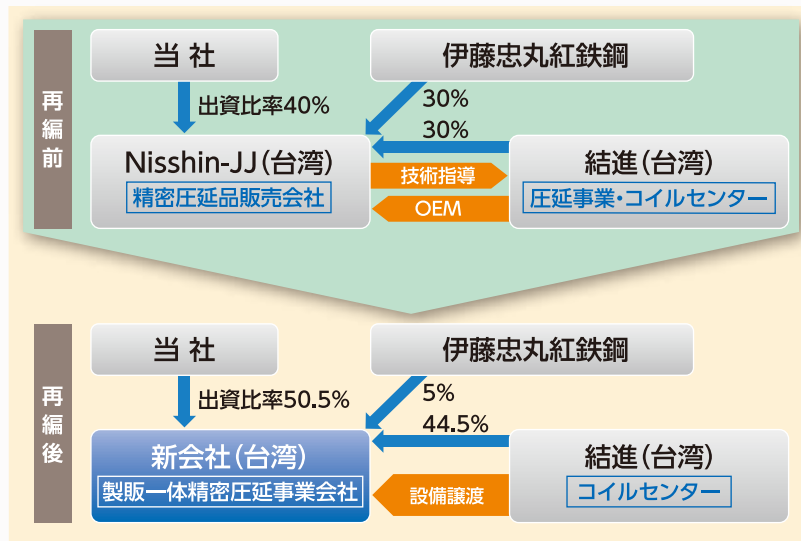 再編前
当社
伊藤忠丸紅鉄鋼
出資比率40%
30%
30%
Nisshin-JJ(台湾)
精密圧延品販売会社
技術指導
OEM
結進(台湾)
圧延事業・コイルセンター
再編後
当社
伊藤忠丸紅鉄鋼
出資比率50.5%
5%
44.5%
新会社(台湾)
製販一体精密圧延事業会社
設備譲渡
結進(台湾)
コイルセンター